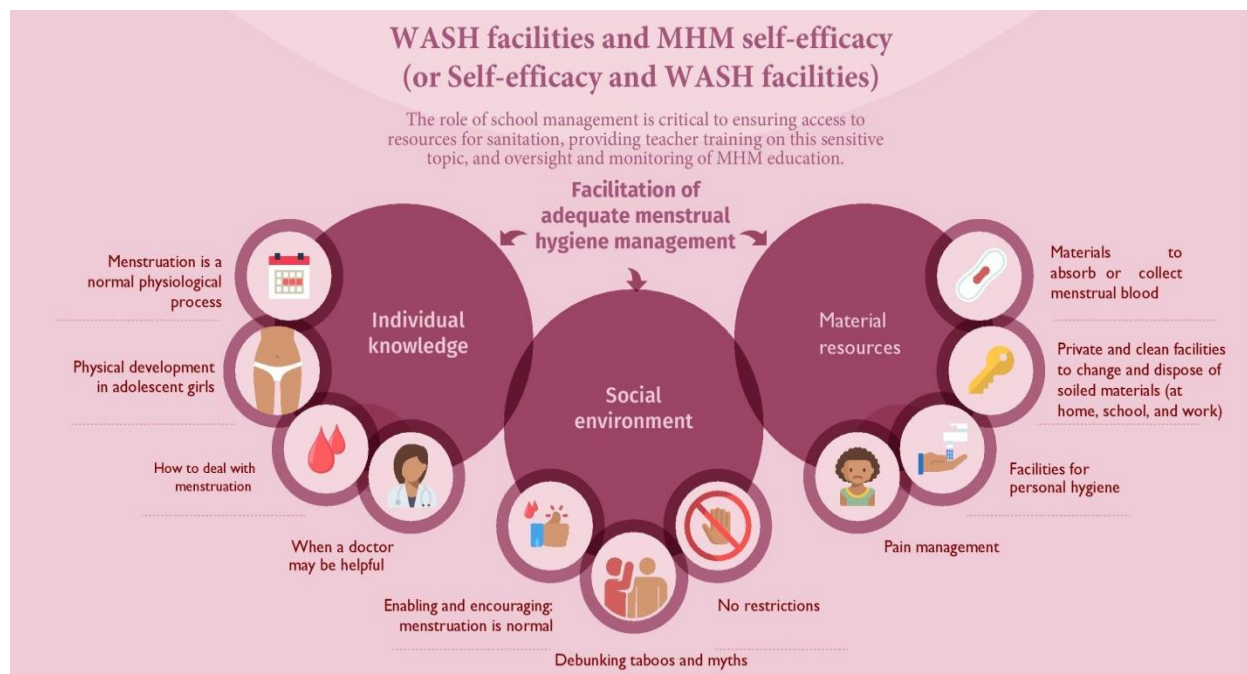 WASH facilities and MHM self-efficacy
(or Self-efficacy and WASH facilities)
The role of school management is critical to ensuring access to
resources for sanitation, providing teacher training on this sensitive
topic, and oversight and monitoring of MHM education.
Facilitation of
adequate menstrual
hygiene management
Individual
knowledge
Menstruation is a
normal physiological
process
Physical development
in adolescent girls
How to deal with
menstruation
When a doctor
may be helpful
Social
environment
Enabling and encouraging:
menstruation is normal
Debunking taboos and myths
No restrictions
Material
resources
Materials to
absorb or collect
menstrual blood
Private and clean facilities
to change and dispose of
soiled materials (at
home, school, and work)
Facilities for
personal hygiene
Pain management